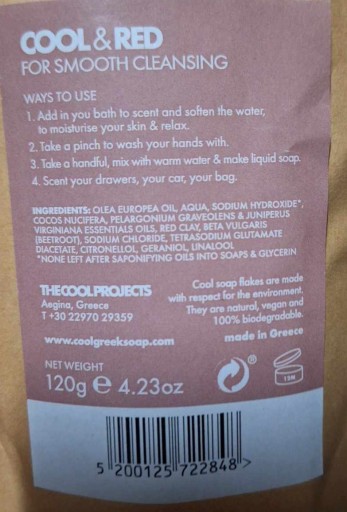 COOL & RED
FOR SMOOTH CLEANSING
WAYS TO USE
1. Add in you bath to scent and soften the water,
to moisturise your skin & relax.
2. Take a pinch to wash your hands with.
3. Take a handful, mix with warm water & make liquid soap.
4. Scent your drawers, your car, your bag.
INGREDIENTS: OLEA EUROPEA OIL, AQUA, SODIUM HYDROXIDE*,
COCOS NUCIFERA, PELARGONIUM GRAVEOLENS & JUNIPERUS
VIRGINIANA ESSENTIALS OILS, RED CLAY, BETA VULGARIS
(BEETROOT), SODIUM CHLORIDE, TETRASODIUM GLUTAMATE
DIACETATE, CITRONELLOL, GERANIOL, LINALOOL
*NONE LEFT AFTER SAPONIFYING OILS INTO SOAPS & GLYCERIN
THECOOLPROJECTS
Aegina, Greece
T +30 22970 29359
www.coolgreeksoap.com
Cool soap flakes are made
with respect for the environment.
They are natural, vegan and
100% biodegradable.
made in Greece
NET WEIGHT
120g e 4.23oz
®
12M
5 200125 722848 >